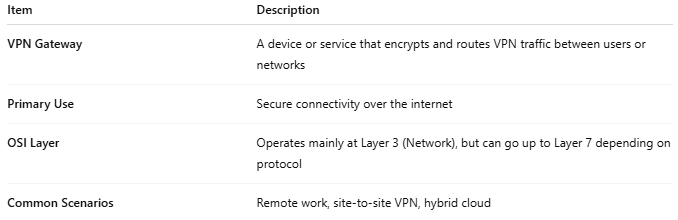 Item Description
VPN Gateway A device or service that encrypts and routes VPN traffic between users or
networks
Primary Use Secure connectivity over the internet
OSI Layer Operates mainly at Layer 3 (Network), but can go up to Layer 7 depending on
protocol
Common Scenarios Remote work, site-to-site VPN, hybrid cloud